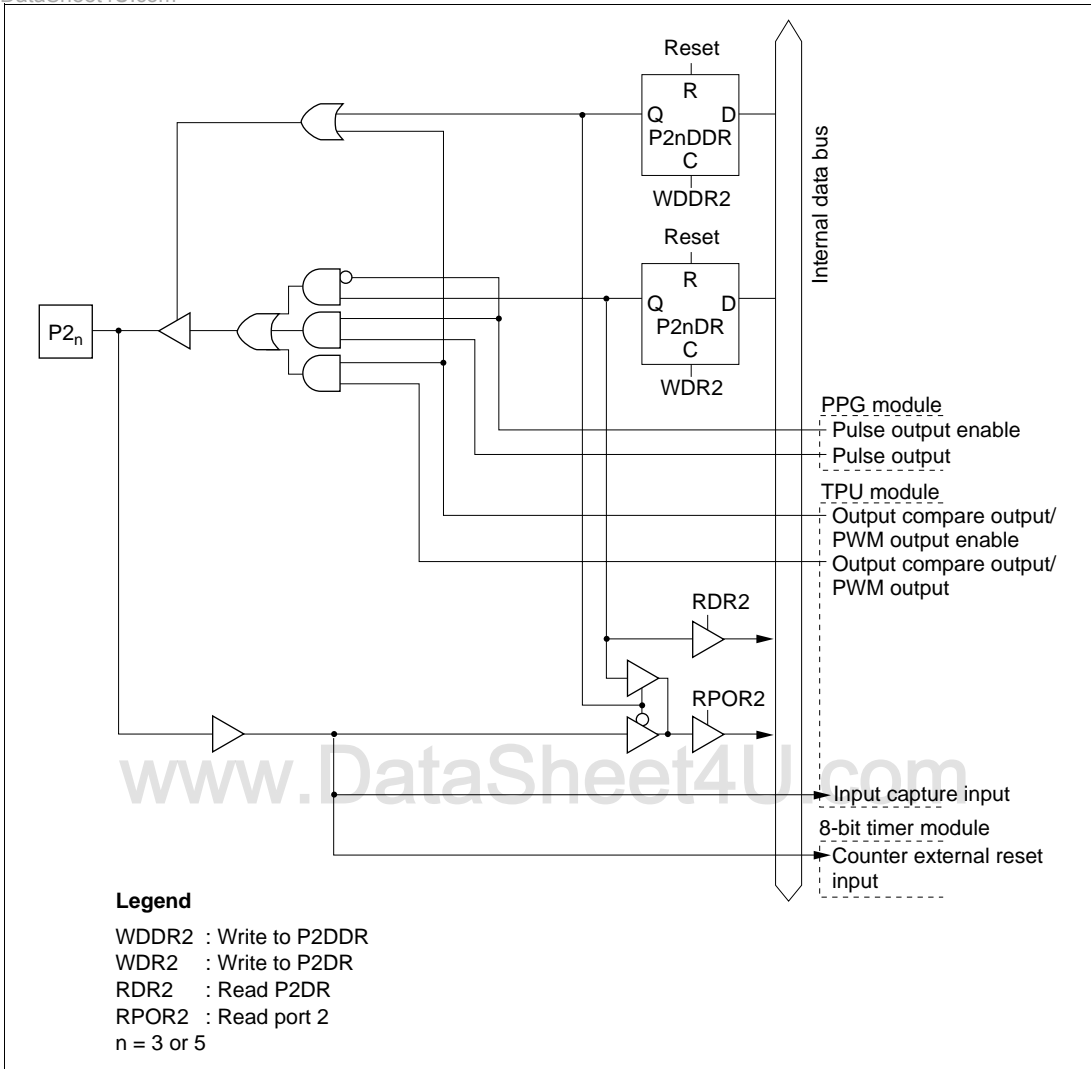 DataSheet4U.com
Reset
R
Q D
P2nDDR
C
WDDR2
Internal data bus
Reset
R
Q D
P2nDR
C
WDR2
P2n
PPG module
Pulse output enable
Pulse output
TPU module
Output compare output/
PWM output enable
Output compare output/
PWM output
RDR2
RPOR2
www.DataSheet4U.com
Input capture input
8-bit timer module
Counter external reset
input
Legend
WDDR2 : Write to P2DDR
WDR2 : Write to P2DR
RDR2 : Read P2DR
RPOR2 : Read port 2
n = 3 or 5